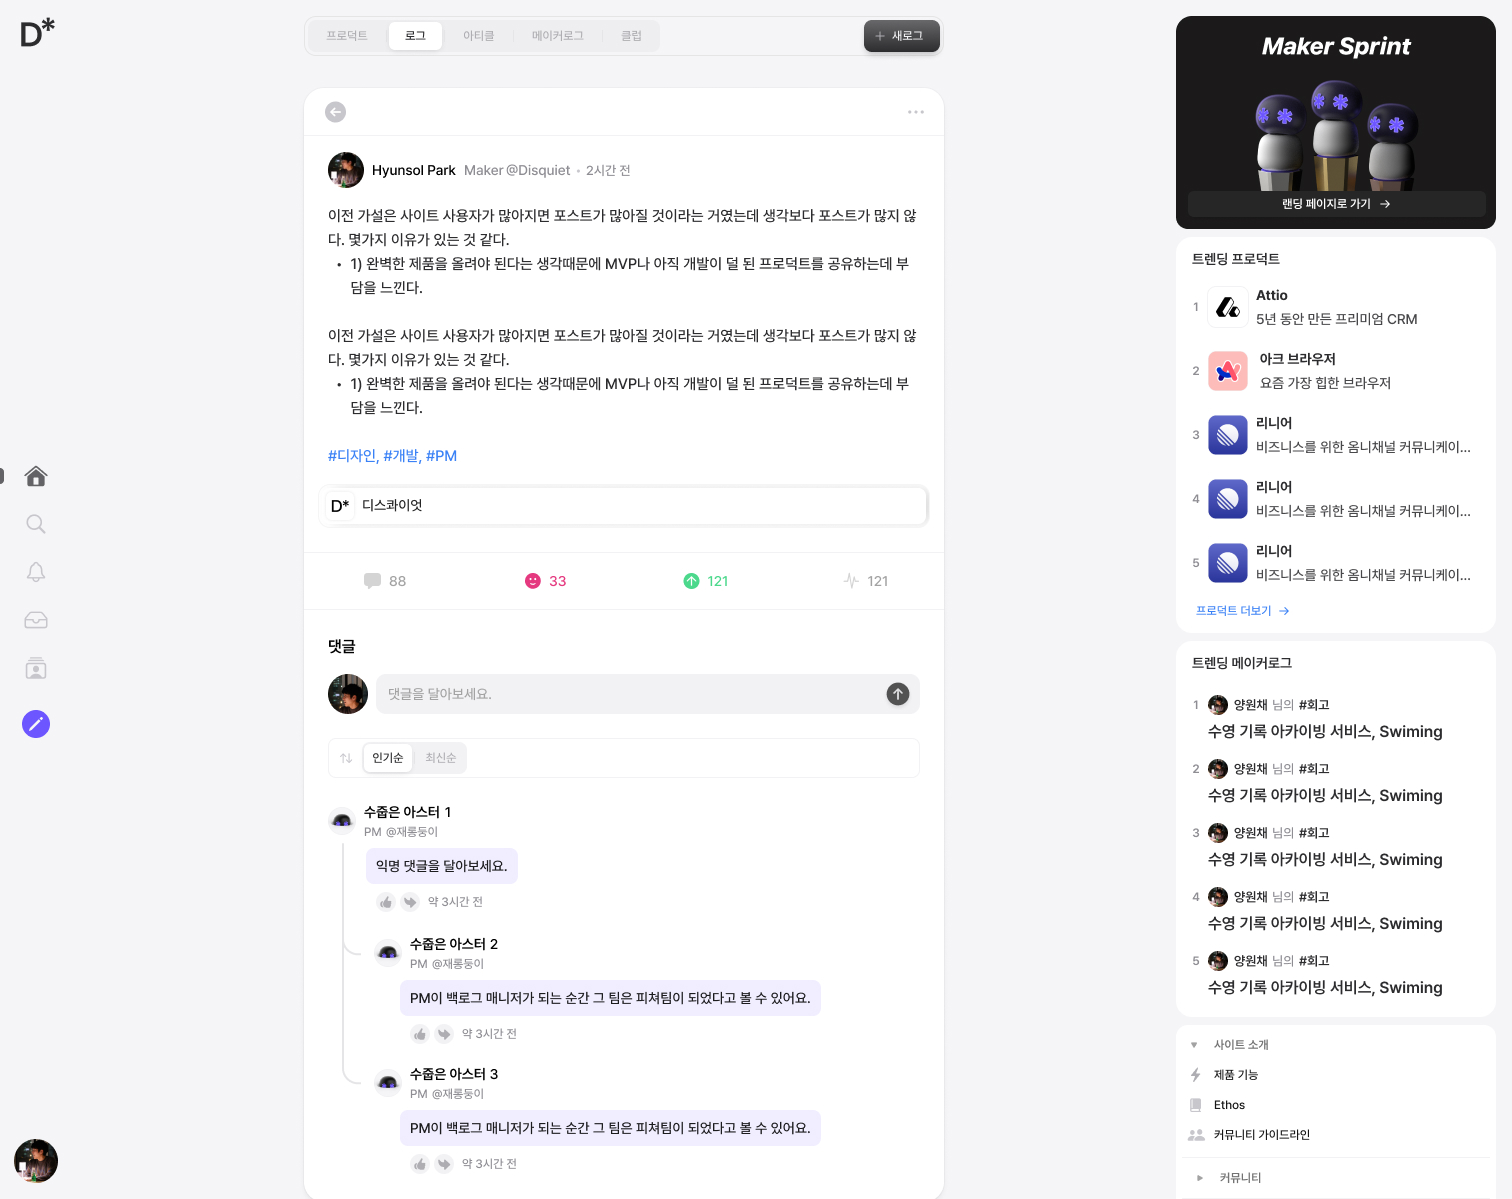 D*
프로덕트
로그
아티클
메이커로그
클럽
+ 새로그
Hyunsol Park Maker @Disquiet • 2시간 전
이전 가설은 사이트 사용자가 많아지면 포스트가 많아질 것이라는 거였는데 생각보다 포스트가 많지 않
다. 몇가지 이유가 있는 것 같다.
• 1) 완벽한 제품을 올려야 된다는 생각때문에 MVP나 아직 개발이 덜 된 프로덕트를 공유하는데 부
담을 느낀다.
이전 가설은 사이트 사용자가 많아지면 포스트가 많아질 것이라는 거였는데 생각보다 포스트가 많지 않
다. 몇가지 이유가 있는 것 같다.
• 1) 완벽한 제품을 올려야 된다는 생각때문에 MVP나 아직 개발이 덜 된 프로덕트를 공유하는데 부
담을 느낀다.
#디자인, #개발, #PM
D* 디스콰이엇
88
33
121
121
댓글
댓글을 달아보세요.
인기순
최신순
수줍은 아스터 1
PM @재롱둥이
익명 댓글을 달아보세요.
약 3시간 전
수줍은 아스터 2
PM @재롱둥이
PM이 백로그 매니저가 되는 순간 그 팀은 피쳐팀이 되었다고 볼 수 있어요.
약 3시간 전
수줍은 아스터 3
PM @재롱둥이
PM이 백로그 매니저가 되는 순간 그 팀은 피쳐팀이 되었다고 볼 수 있어요.
약 3시간 전
Maker Sprint
랜딩 페이지로 가기 →
트렌딩 프로덕트
1
Attio
5년 동안 만든 프리미엄 CRM
2
아크 브라우저
요즘 가장 힙한 브라우저
3
리니어
비즈니스를 위한 옴니채널 커뮤니케이...
4
리니어
비즈니스를 위한 옴니채널 커뮤니케이...
5
리니어
비즈니스를 위한 옴니채널 커뮤니케이...
프로덕트 더보기 →
트렌딩 메이커로그
1 양원채 님의 #회고
수영 기록 아카이빙 서비스, Swiming
2 양원채 님의 #회고
수영 기록 아카이빙 서비스, Swiming
3 양원채 님의 #회고
수영 기록 아카이빙 서비스, Swiming
4 양원채 님의 #회고
수영 기록 아카이빙 서비스, Swiming
5 양원채 님의 #회고
수영 기록 아카이빙 서비스, Swiming
사이트 소개
제품 기능
Ethos
커뮤니티 가이드라인
커뮤니티